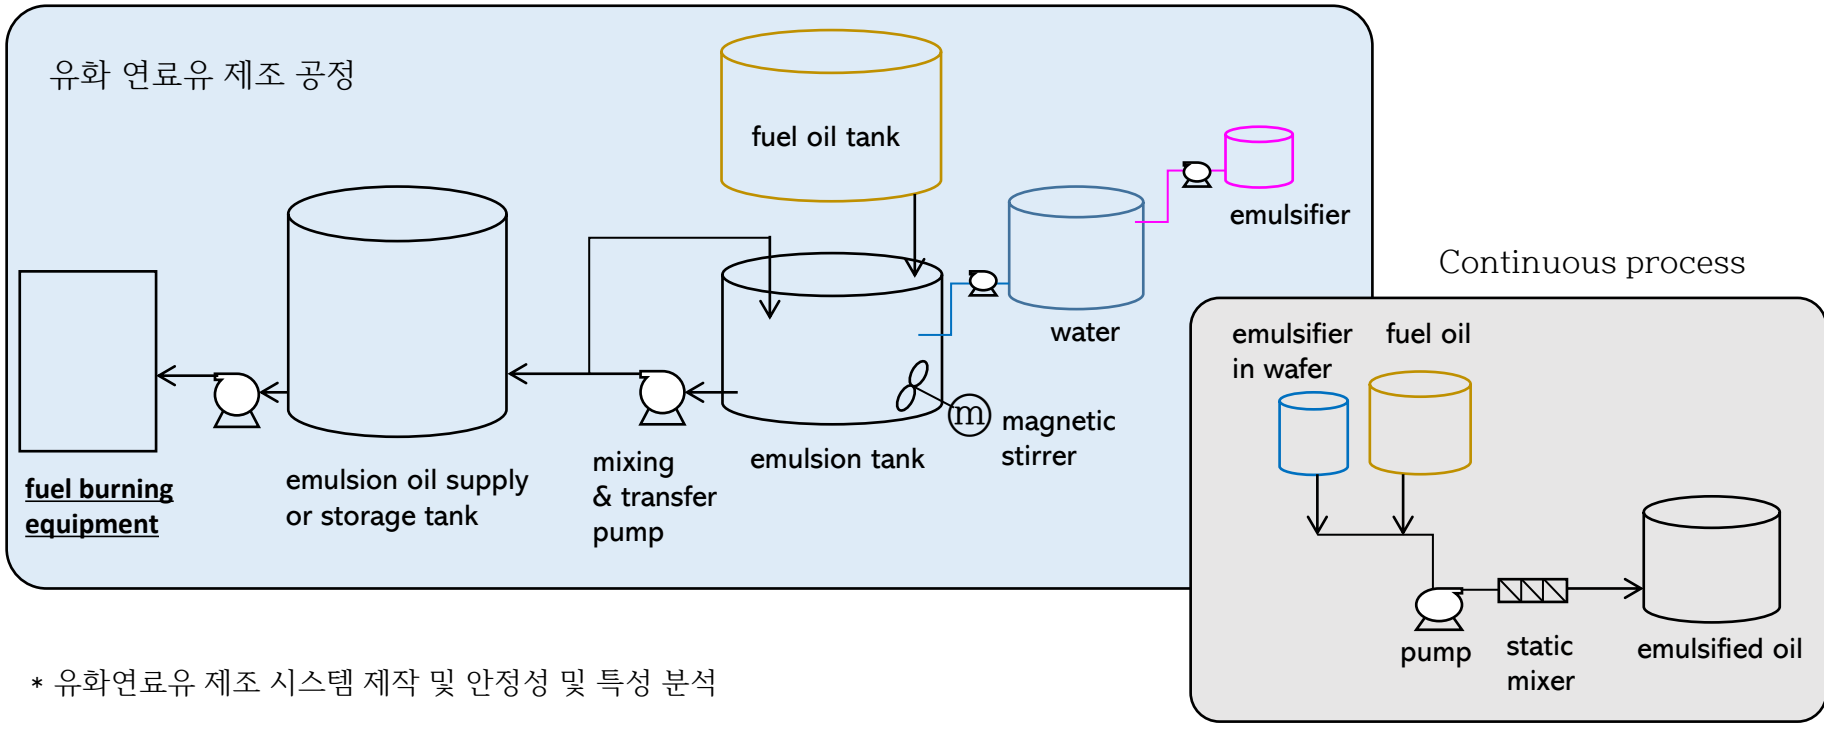 유화 연료유 제조 공정
fuel oil tank
emulsifier
water
magnetic
stirrer
m
emulsion tank
mixing
& transfer
pump
emulsion oil supply
or storage tank
fuel burning
equipment
Continuous process
emulsifier
in wafer
fuel oil
pump
static
mixer
emulsified oil
* 유화연료유 제조 시스템 제작 및 안정성 및 특성 분석